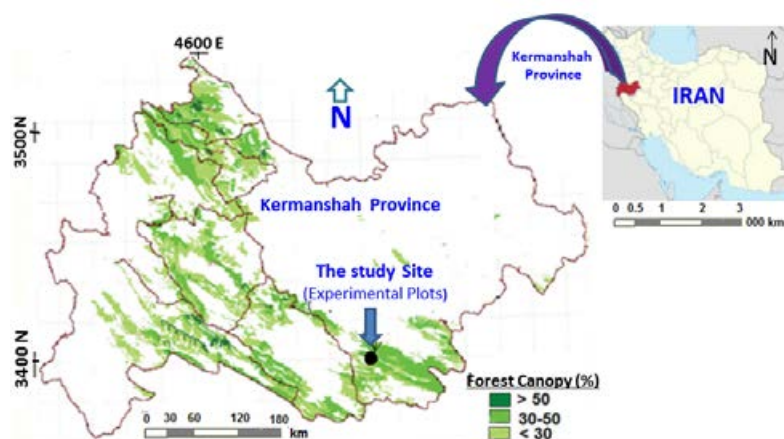 4600 E
3500 N
3400 N
N
Kermanshah Province
The study Site
(Experimental Plots)
Kermanshah
Province
N
IRAN
0 0.5 1 2 3
000 km
Forest Canopy (%)
> 50
30-50
< 30
0 30 60 120 180
km